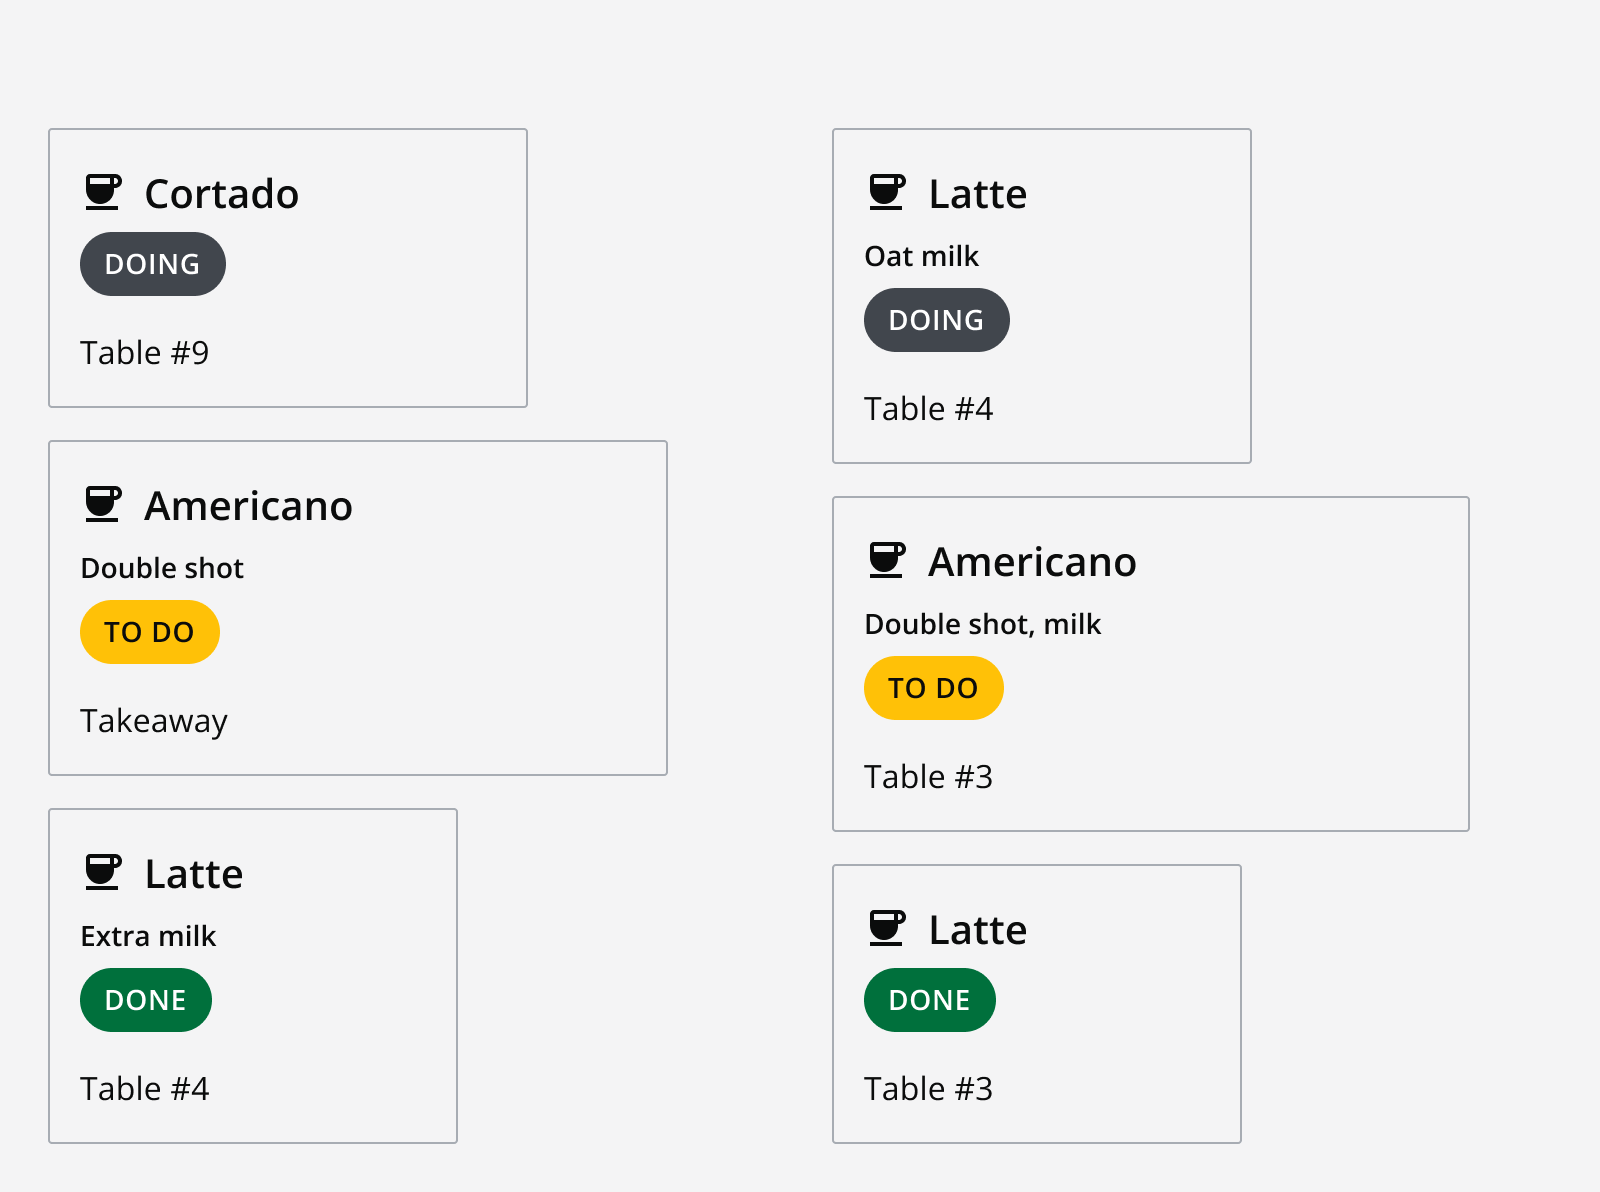 Cortado
DOING
Table #9
Americano
Double shot
TO DO
Takeaway
Latte
Extra milk
DONE
Table #4
Latte
Oat milk
DOING
Table #4
Americano
Double shot, milk
TO DO
Table #3
Latte
DONE
Table #3